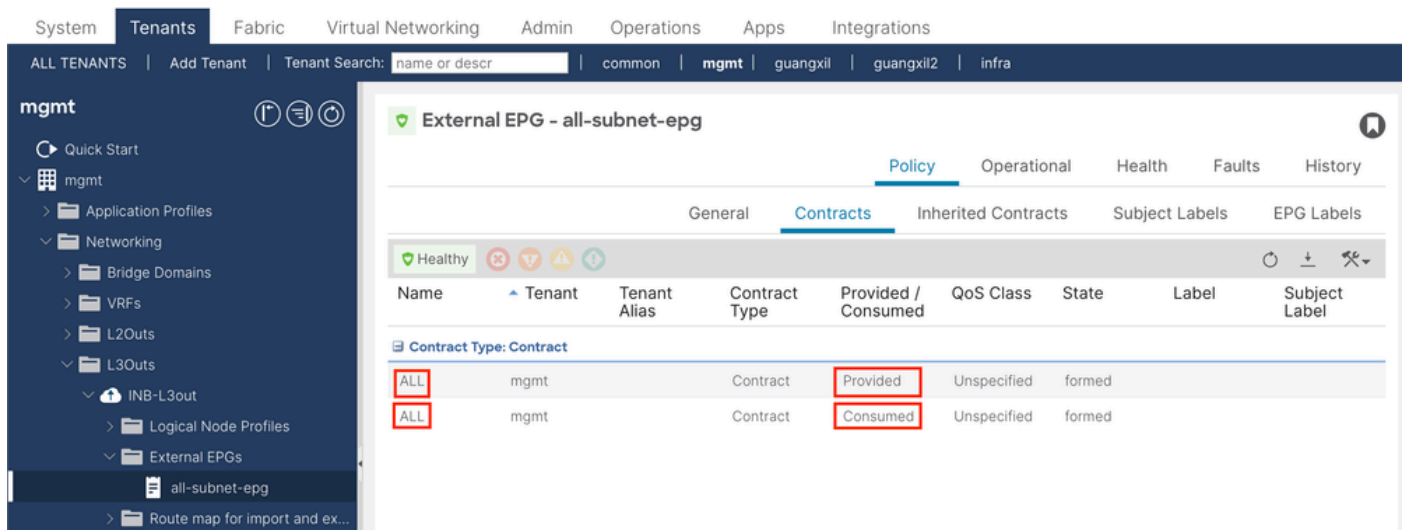 System Tenants Fabric Virtual Networking Admin Operations Apps Integrations
ALL TENANTS | Add Tenant | Tenant Search: name or descr | common | mgmt | guangxil | guangxil2 | infra
mgmt
Quick Start
mgmt
Application Profiles
Networking
Bridge Domains
VRFs
L2Outs
L3Outs
INB-L3out
Logical Node Profiles
External EPGs
all-subnet-epg
Route map for import and ex...
External EPG - all-subnet-epg
Policy Operational Health Faults History
General Contracts Inherited Contracts Subject Labels EPG Labels
Healthy
Name Tenant Tenant Alias Contract Type Provided / Consumed QoS Class State Label Subject Label
Contract Type: Contract
ALL mgmt Contract Provided Unspecified formed
ALL mgmt Contract Consumed Unspecified formed